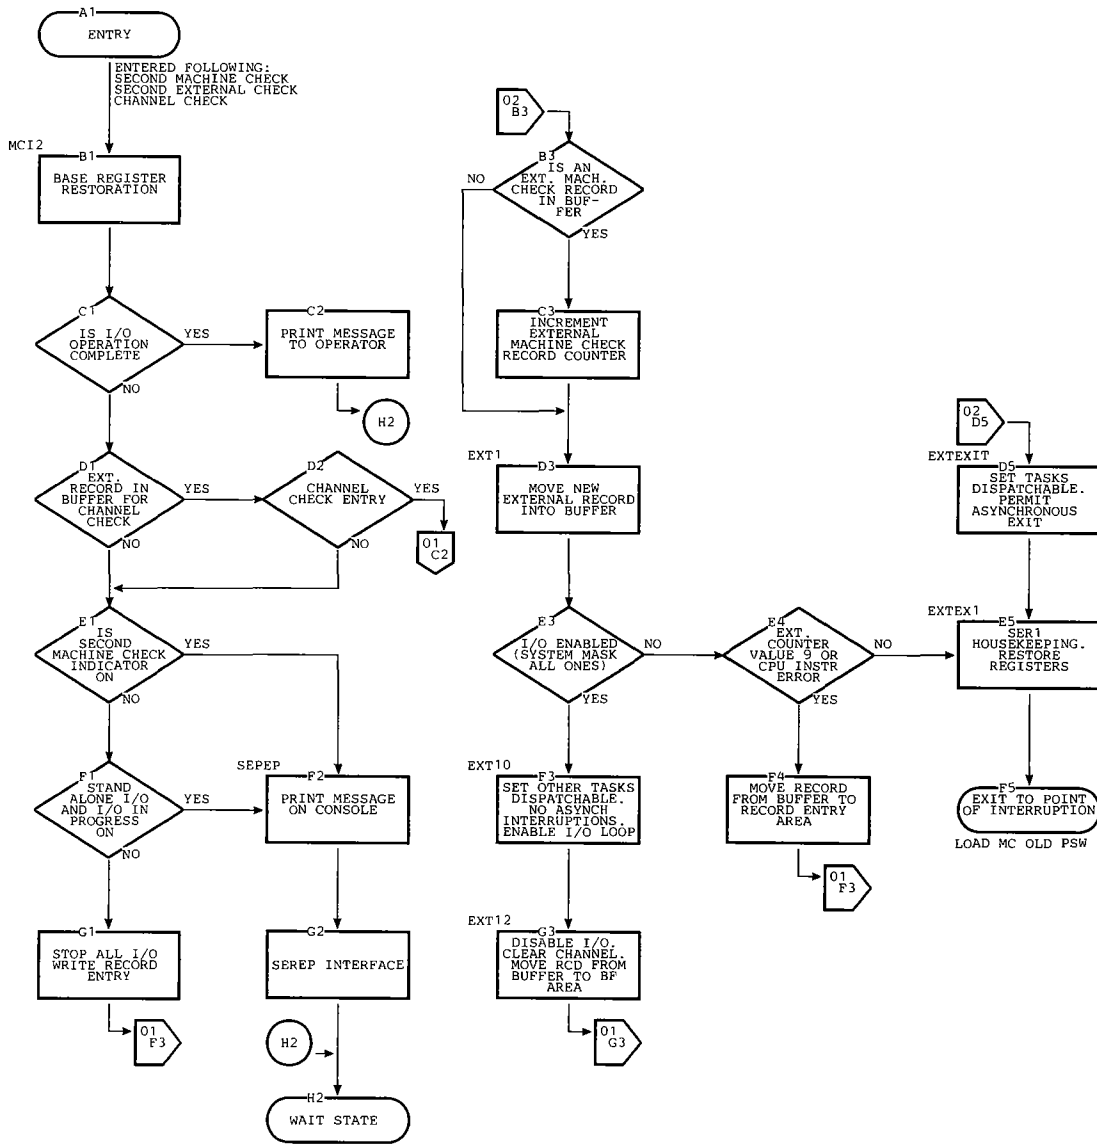 A1
ENTRY
ENTERED FOLLOWING:
SECOND MACHINE CHECK
SECOND EXTERNAL CHECK
CHANNEL CHECK
MCI2
B1
BASE REGISTER
RESTORATION
C1
IS I/O
OPERATION
COMPLETE
YES
NO
C2
PRINT MESSAGE
TO OPERATOR
H2
D1
EXT.
RECORD IN
BUFFER FOR
CHANNEL
CHECK
YES
NO
D2
CHANNEL
CHECK ENTRY
YES
NO
01
C2
E1
IS
SECOND
MACHINE CHECK
INDICATOR
ON
YES
NO
F1
STAND
ALONE I/O
AND I/O IN
PROGRESS
ON
YES
NO
SEPEP
F2
PRINT MESSAGE
ON CONSOLE
G1
STOP ALL I/O
WRITE RECORD
ENTRY
01
F3
G2
SEREP INTERFACE
H2
H2
WAIT STATE
02
B3
B3
IS AN
EXT. MACH.
CHECK RECORD
IN BUF-
FER
NO
YES
C3
INCREMENT
EXTERNAL
MACHINE CHECK
RECORD COUNTER
EXT1
D3
MOVE NEW
EXTERNAL RECORD
INTO BUFFER
E3
I/O ENABLED
(SYSTEM MASK
ALL ONES)
NO
YES
E4
EXT.
COUNTER
VALUE 9 OR
CPU INSTR
ERROR
NO
YES
EXT10
F3
SET OTHER TASKS
DISPATCHABLE.
NO ASYNCH
INTERRUPTIONS.
ENABLE I/O LOOP
F4
MOVE RECORD
FROM BUFFER TO
RECORD ENTRY
AREA
01
F3
EXT12
G3
DISABLE I/O.
CLEAR CHANNEL.
MOVE RCD FROM
BUFFER TO BF
AREA
01
G3
02
D5
EXTEXIT
D5
SET TASKS
DISPATCHABLE.
PERMIT
ASYNCHRONOUS
EXIT
EXTEX1
E5
SER1
HOUSEKEEPING.
RESTORE
REGISTERS
F5
EXIT TO POINT
OF INTERRUPTION
LOAD MC OLD PSW